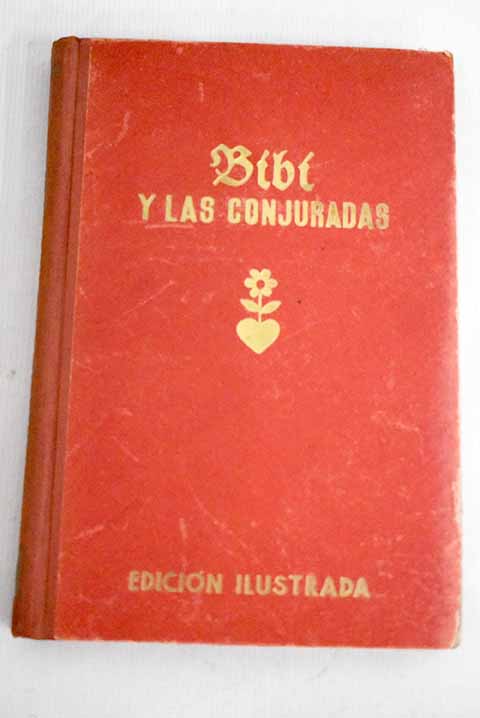 Bibi
Y LAS CONJURADAS
EDICIÓN ILUSTRADA